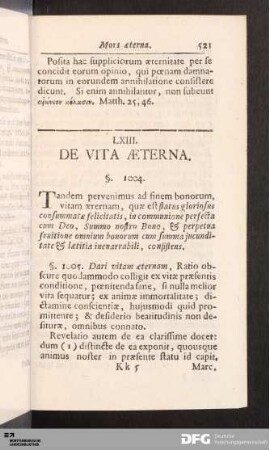 Mors æterna. 521
Posita hac suppliciorum æternitate per se
concidit eorum opinio, qui pœnam damna-
torum in eorundem annihilatione consistere
dicunt. Si enim annihilantur, non subeunt
αἰώνιον κόλασιν. Matth. 25, 46.
LXIII.
DE VITA ÆTERNA.
§. 1004.
Tandem pervenimus ad finem bonorum,
vitam æternam, quæ est status gloriosus
consummatæ felicitatis, in communione perfecta
cum Deo, Summo nostro Bono, & perpetua
fruitione omnium bonorum cum summa jucundi-
tate & lætitia inenarrabili, consistens.
§. 1005. Dari vitam æternam, Ratio ob-
scure quodammodo colligit ex vitæ præsentis
conditione, pœnitenda sane, si nulla melior
vita sequatur; ex animæ immortalitate; di-
ctamine conscientiæ, hujusmodi quid pro-
mittente; & desiderio beatitudinis non de-
situræ, omnibus connato.
Revelatio autem de ea clarissime docet:
dum (1) distincte de ea exponit, quousque
animus noster in præsente statu id capit,
Kk 5 Marc.
DFG